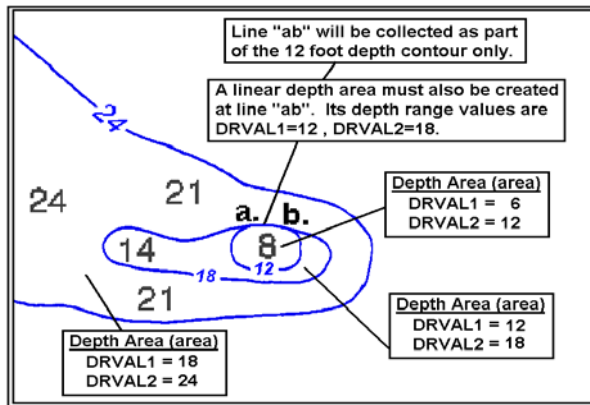 Line "ab" will be collected as part
of the 12 foot depth contour only.
A linear depth area must also be created
at line "ab". Its depth range values are
DRVAL1=12 , DRVAL2=18.
24
24
21
a. b.
Depth Area (area)
DRVAL1 = 6
DRVAL2 = 12
14
8
12
18
21
Depth Area (area)
DRVAL1 = 12
DRVAL2 = 18
Depth Area (area)
DRVAL1 = 18
DRVAL2 = 24